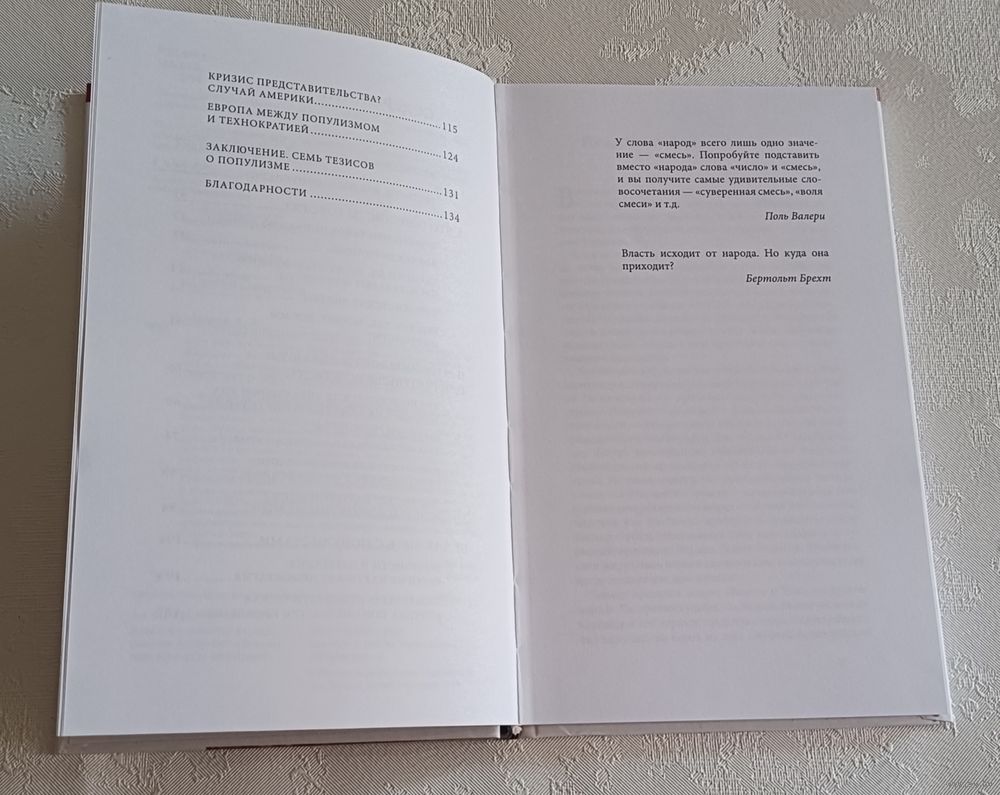 КРИЗИС ПРЕДСТАВИТЕЛЬСТВА?
СЛУЧАЙ АМЕРИКИ........................115
ЕВРОПА МЕЖДУ ПОПУЛИЗМОМ
И ТЕХНОКРАТИЕЙ........................124
ЗАКЛЮЧЕНИЕ. СЕМЬ ТЕЗИСОВ
О ПОПУЛИЗМЕ........................131
БЛАГОДАРНОСТИ........................134
У слова «народ» всего лишь одно значе-
ние — «смесь». Попробуйте подставить
вместо «народа» слова «число» и «смесь»,
и вы получите самые удивительные сло-
восочетания — «суверенная смесь», «воля
смеси» и т.д.
Поль Валери
Власть исходит от народа. Но куда она
приходит?
Бертольт Брехт